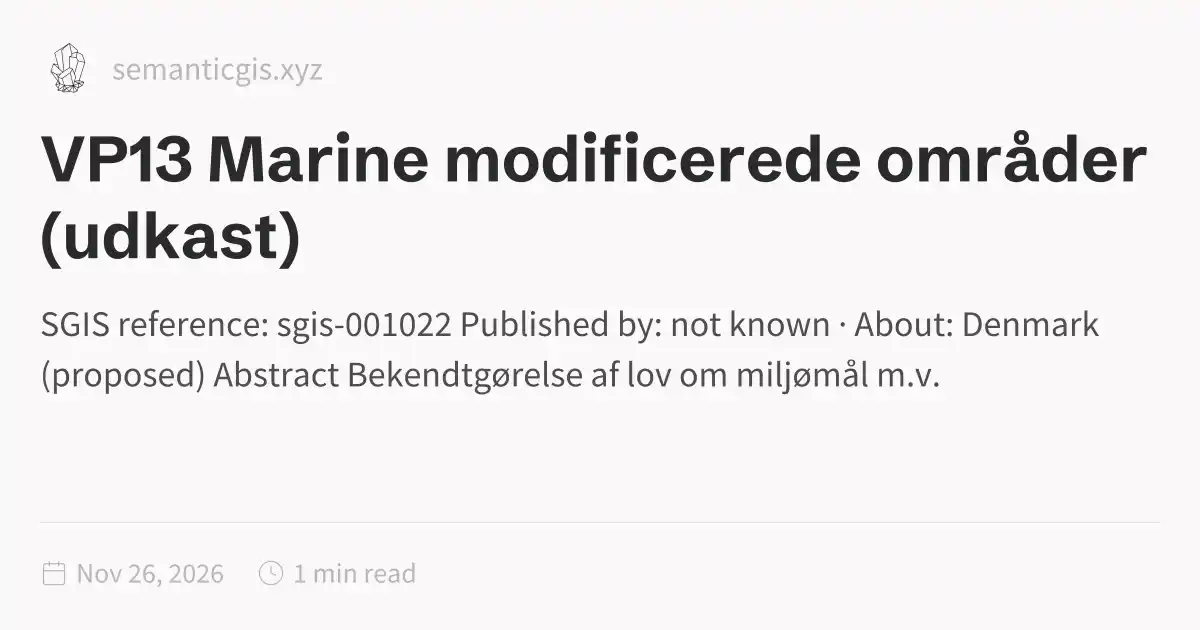 semanticgis.xyz
VP13 Marine modificerede områder
(udkast)
SGIS reference: sgis-001022 Published by: not known · About: Denmark
(proposed) Abstract Bekendtgørelse af lov om miljømål m.v.
Nov 26, 2026 1 min read